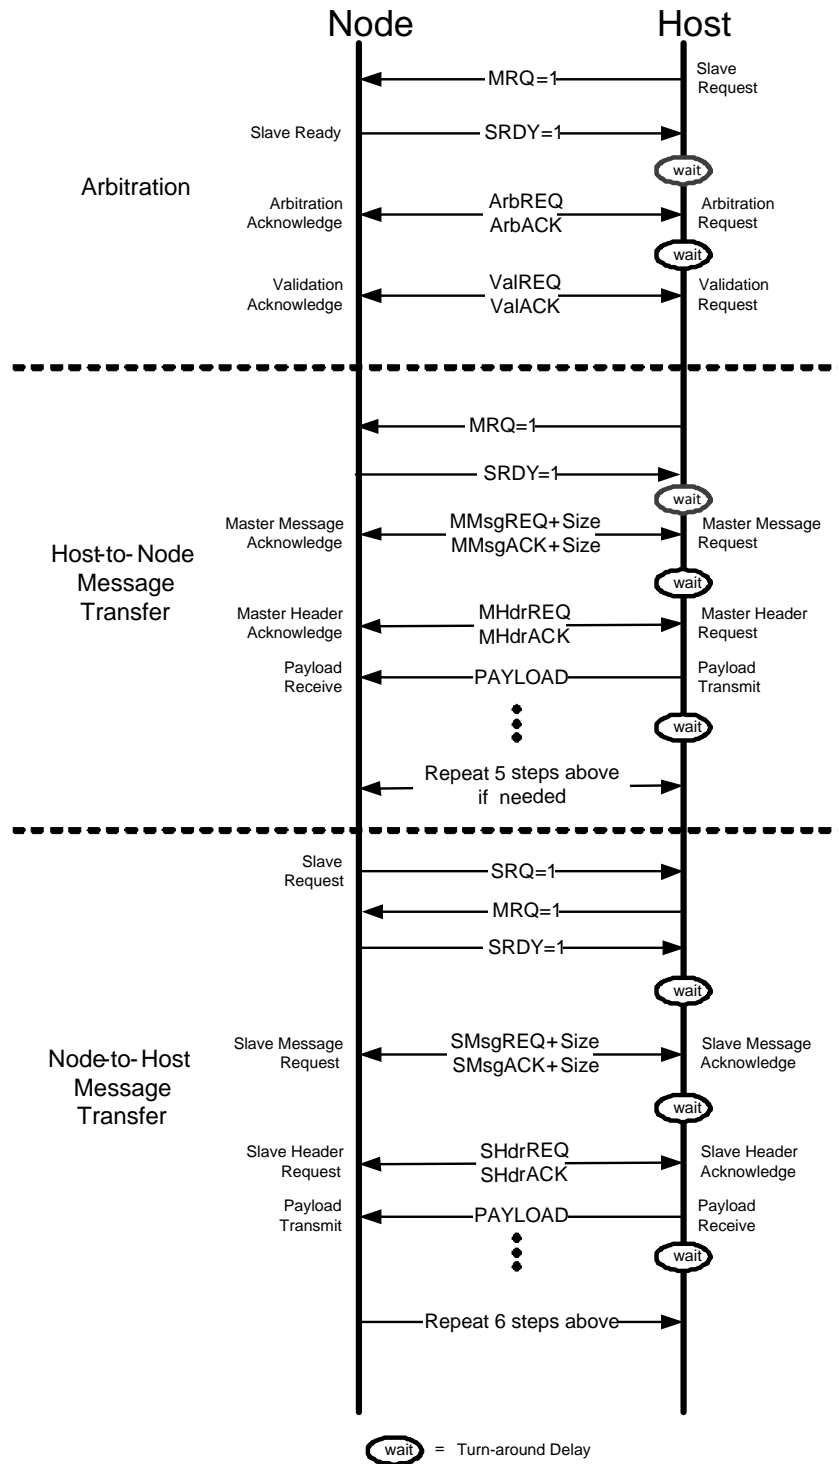 Node
Host
MRQ=1
Slave
Request
Slave Ready
SRDY=1
wait
Arbitration
Arbitration
Acknowledge
ArbREQ
ArbACK
Arbitration
Request
wait
Validation
Acknowledge
ValREQ
ValACK
Validation
Request
MRQ=1
SRDY=1
wait
Host-to-Node
Message
Transfer
Master Message
Acknowledge
MMsgREQ+Size
MMsgACK+Size
Master Message
Request
wait
Master Header
Acknowledge
MHdrREQ
MHdrACK
Master Header
Request
Payload
Receive
PAYLOAD
Payload
Transmit
wait
Repeat 5 steps above
if needed
Slave
Request
SRQ=1
MRQ=1
SRDY=1
wait
Node-to-Host
Message
Transfer
Slave Message
Request
SMsgREQ+Size
SMsgACK+Size
Slave Message
Acknowledge
wait
Slave Header
Request
SHdrREQ
SHdrACK
Slave Header
Acknowledge
Payload
Transmit
PAYLOAD
Payload
Receive
wait
Repeat 6 steps above
wait = Turn-around Delay